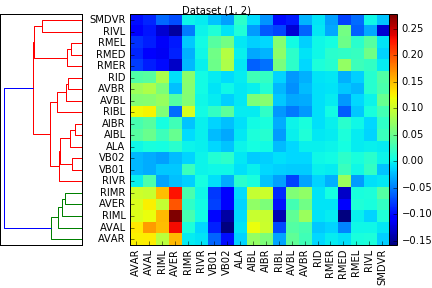 Dataset (1, 2)
SMDVR
RIVL
RMEL
RMED
RMER
RID
AVBR
AVBL
RIBL
AIBR
AIBL
ALA
VB02
VB01
RIVR
RIMR
AVER
RIML
AVAL
AVAR
0.25
0.20
0.15
0.10
0.05
0.00
−0.05
−0.10
−0.15
AVAR
AVAL
RIML
AVER
RIMR
RIVR
VB01
VB02
ALA
AIBL
AIBR
RIBL
AVBL
AVBR
RID
RMER
RMED
RMEL
RIVL
SMDVR